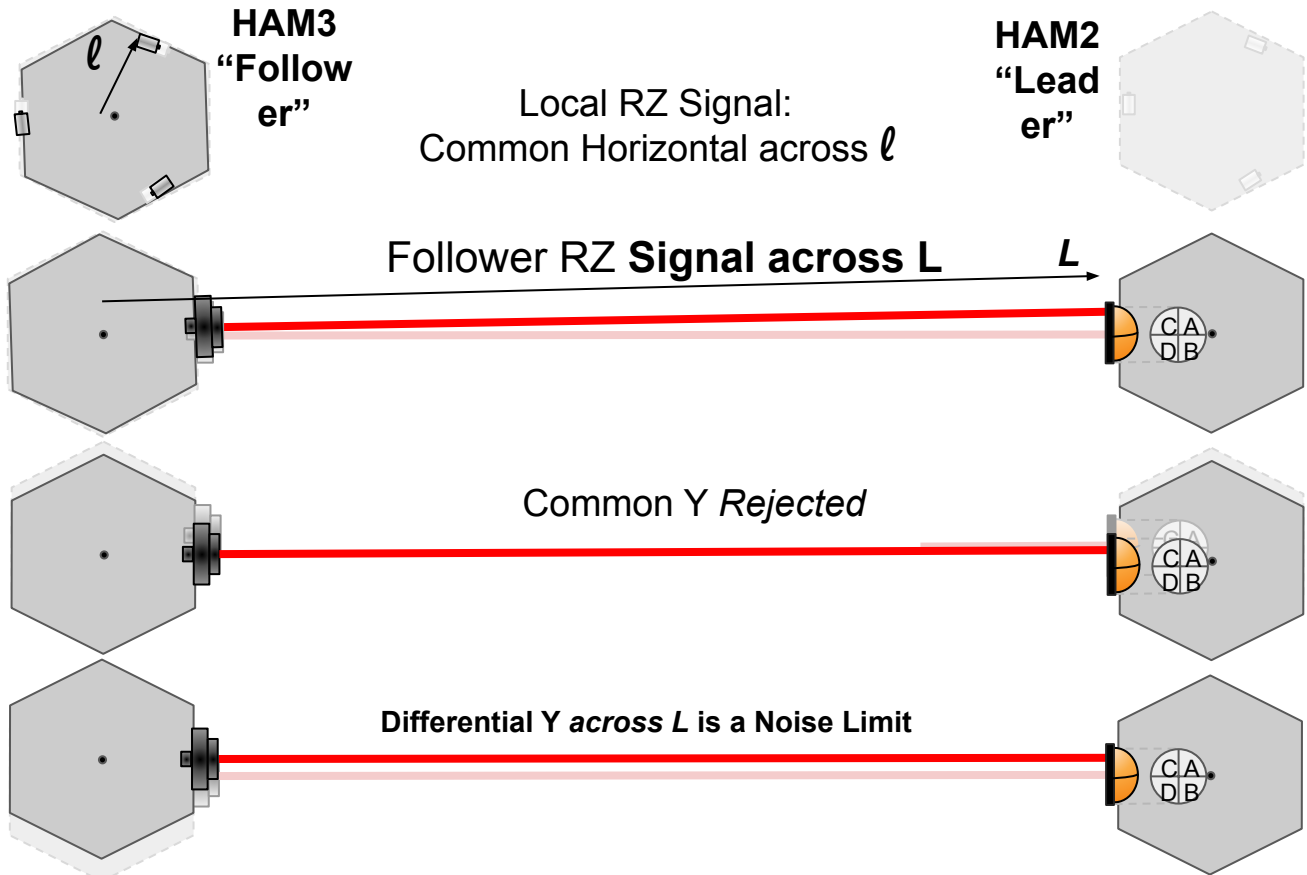 HAM3
“Follow
er”
ℓ
Local RZ Signal:
Common Horizontal across ℓ
HAM2
“Lead
er”
Follower RZ Signal across L
L
C A
D B
Common Y Rejected
C A
C A
D B
Differential Y across L is a Noise Limit
C A
D B